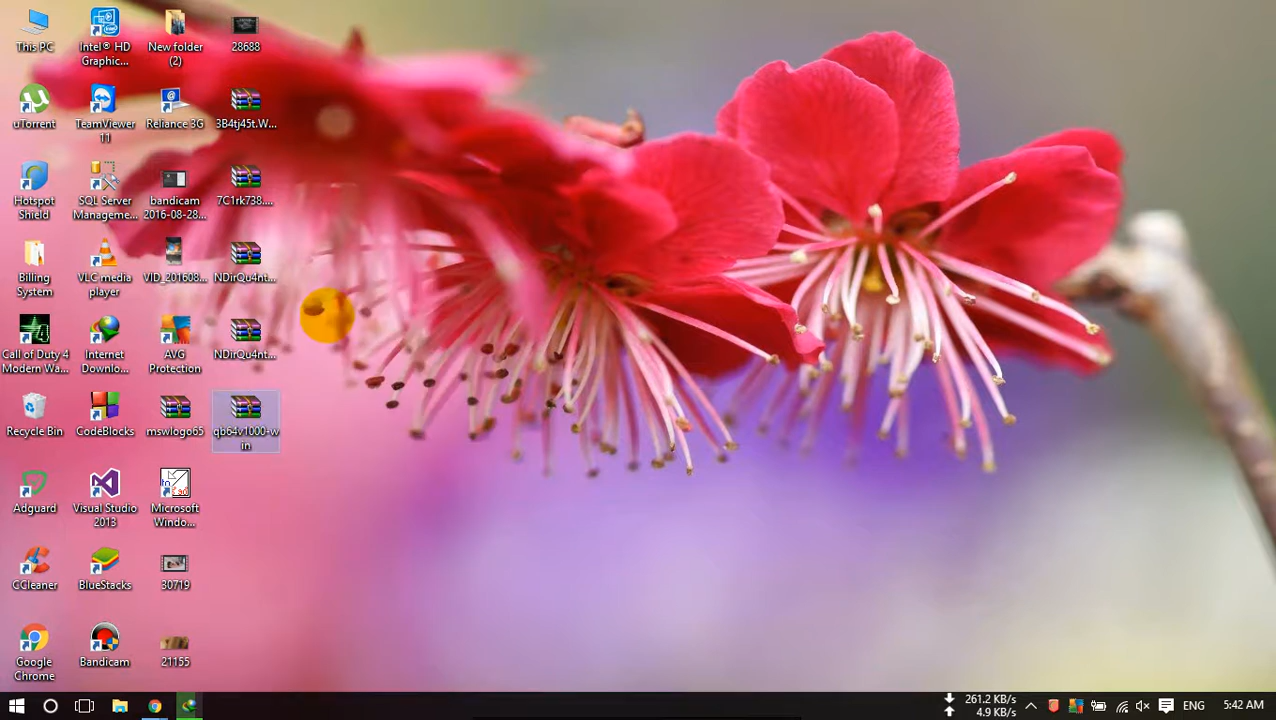 This PC
Intel® HD
Graphic...
New folder
(2)
28688
uTorrent
TeamViewer
11
Reliance 3G
3B4tj45t.W...
Hotspot
Shield
SQL Server
Manageme...
bandicam
2016-08-28...
7C1rk738....
Billing
System
VLC media
player
VID_201608...
NDirQu4nt...
Call of Duty 4
Modern Wa...
Internet
Downlo...
AVG
Protection
NDirQu4nt...
Recycle Bin
CodeBlocks
mswlogo65
qb64v1000-w
in
Adguard
Visual Studio
2013
Microsoft
Windo...
CCleaner
BlueStacks
30719
Google
Chrome
Bandicam
21155
261.2 KB/s
4.9 KB/s
ENG
5:42 AM